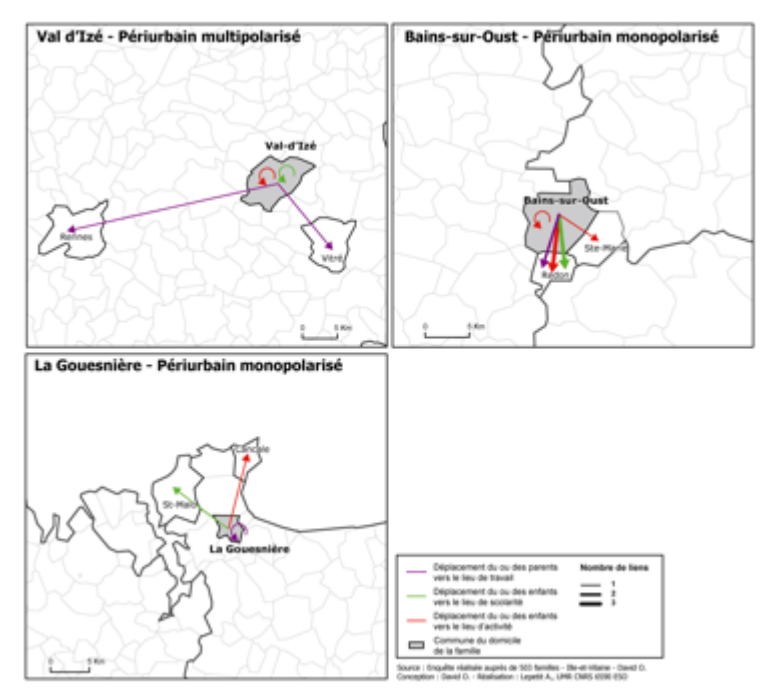 Val d'Izé - Périurbain multipolarisé
Val-d'Izé
Rennes
Vitré
0 5 Km
Bains-sur-Oust - Périurbain monopolarisé
Bains-sur-Oust
Ste-Marie
Redon
0 5 Km
La Gouesnière - Périurbain monopolarisé
Cancale
St-Malo
La Gouesnière
0 5 Km
Déplacement du ou des parents
vers le lieu de travail
Déplacement du ou des enfants
vers le lieu de scolarité
Déplacement du ou des enfants
vers le lieu d'activité
Commune du domicile
de la famille
Nombre de liens
1
2
3
Source : Enquête réalisée auprès de 503 familles - Ille-et-Vilaine - David O.
Conception : David O. - Réalisation : Lepetit A., UMR CNRS 6590 ESO